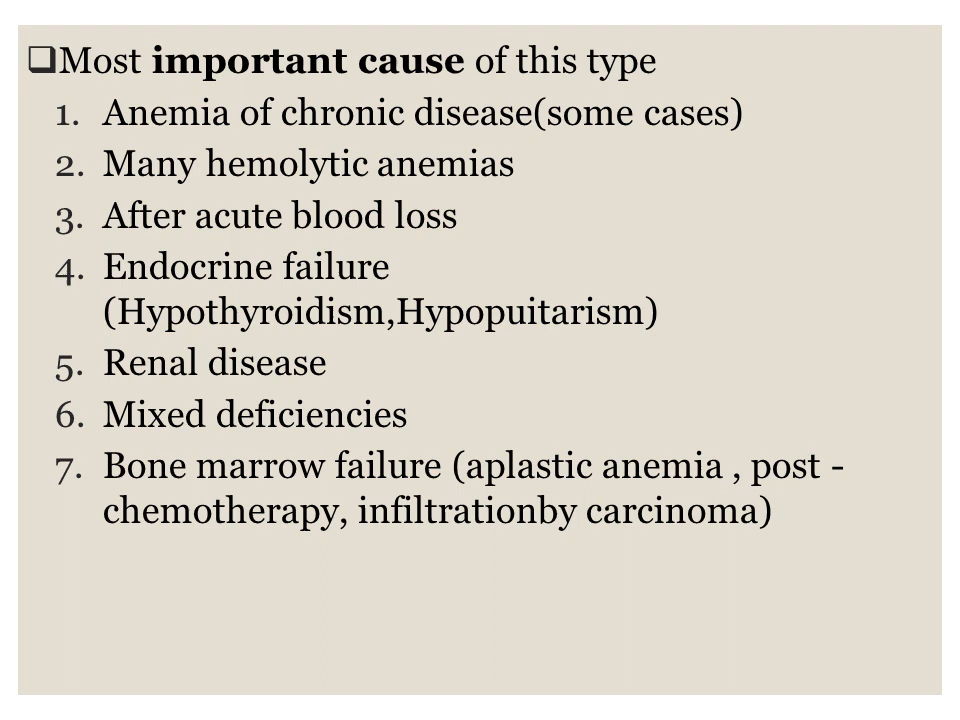 ❑Most important cause of this type
1. Anemia of chronic disease(some cases)
2. Many hemolytic anemias
3. After acute blood loss
4. Endocrine failure
(Hypothyroidism,Hypopuitarism)
5. Renal disease
6. Mixed deficiencies
7. Bone marrow failure (aplastic anemia , post -
chemotherapy, infiltrationby carcinoma)